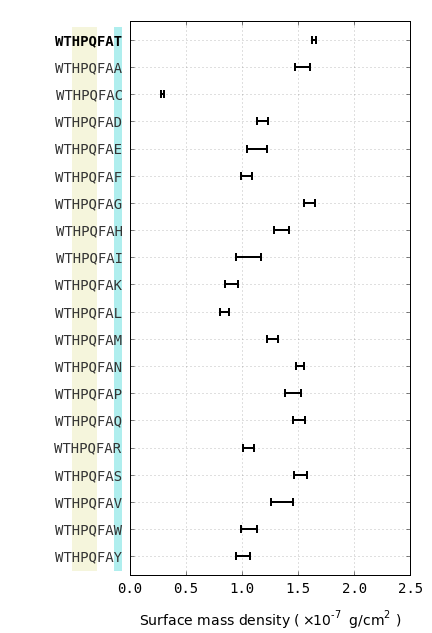 WTHPQFAT
WTHPQFAA
WTHPQFAC
WTHPQFAD
WTHPQFAE
WTHPQFAF
WTHPQFAG
WTHPQFAH
WTHPQFAI
WTHPQFAK
WTHPQFAL
WTHPQFAM
WTHPQFAN
WTHPQFAP
WTHPQFAQ
WTHPQFAR
WTHPQFAS
WTHPQFAV
WTHPQFAW
WTHPQFAY
0.0 0.5 1.0 1.5 2.0 2.5
Surface mass density ( ×10⁻⁷ g/cm² )